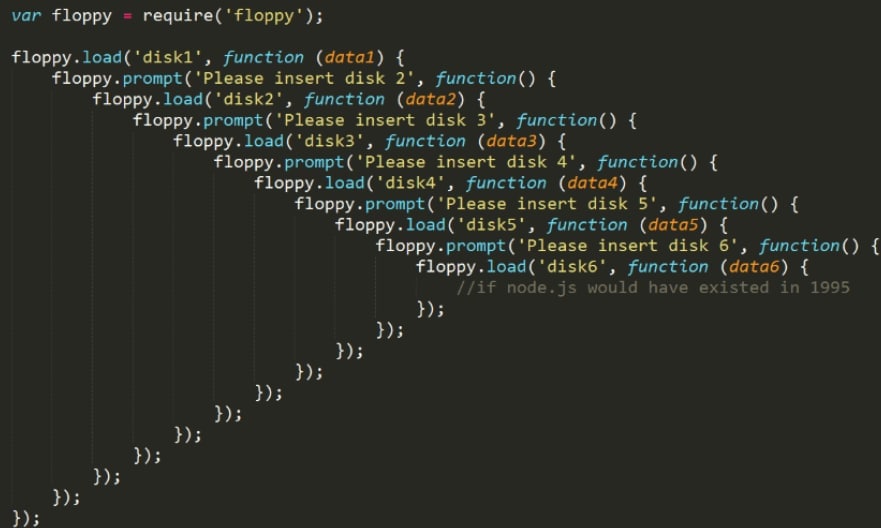 var floppy = require('floppy');

floppy.load('disk1', function (data1) {
    floppy.prompt('Please insert disk 2', function() {
        floppy.load('disk2', function (data2) {
            floppy.prompt('Please insert disk 3', function() {
                floppy.load('disk3', function (data3) {
                    floppy.prompt('Please insert disk 4', function() {
                        floppy.load('disk4', function (data4) {
                            floppy.prompt('Please insert disk 5', function() {
                                floppy.load('disk5', function (data5) {
                                    floppy.prompt('Please insert disk 6', function() {
                                        floppy.load('disk6', function (data6) {
                                            //if node.js would have existed in 1995
                                        });
                                    });
                                });
                            });
                        });
                    });
                });
            });
        });
    });
});